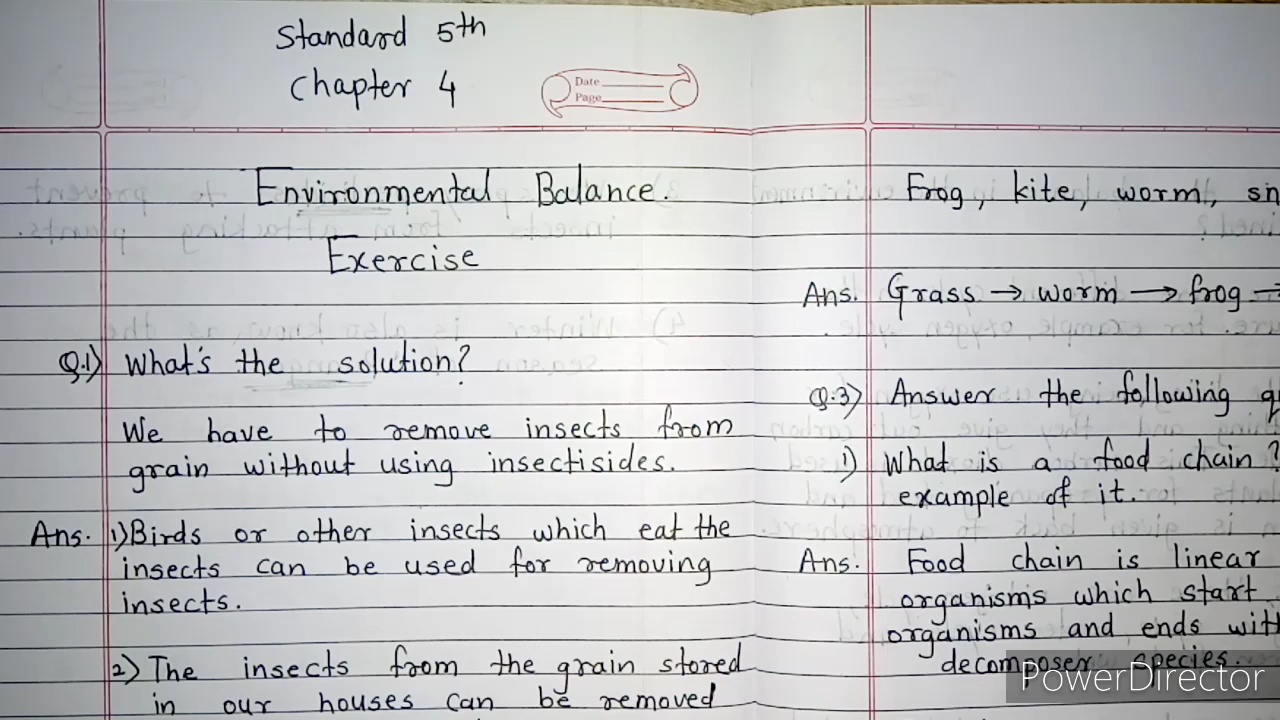 Standard 5th
Chapter 4
Date
Page
Environmental Balance.
Exercise
Q.1) What's the solution?
We have to remove insects from
grain without using insectisides.
Ans. 1) Birds or other insects which eat the
insects can be used for removing
insects.
2) The insects from the grain stored
in our houses can be removed
Frog, kite, worm, sn
Ans. Grass → worm → frog →
Q.3) Answer the following q
1) What is a food chain?
example of it.
Ans. Food chain is linear
organisms which start
organisms and ends with
decomposer species.
PowerDirector